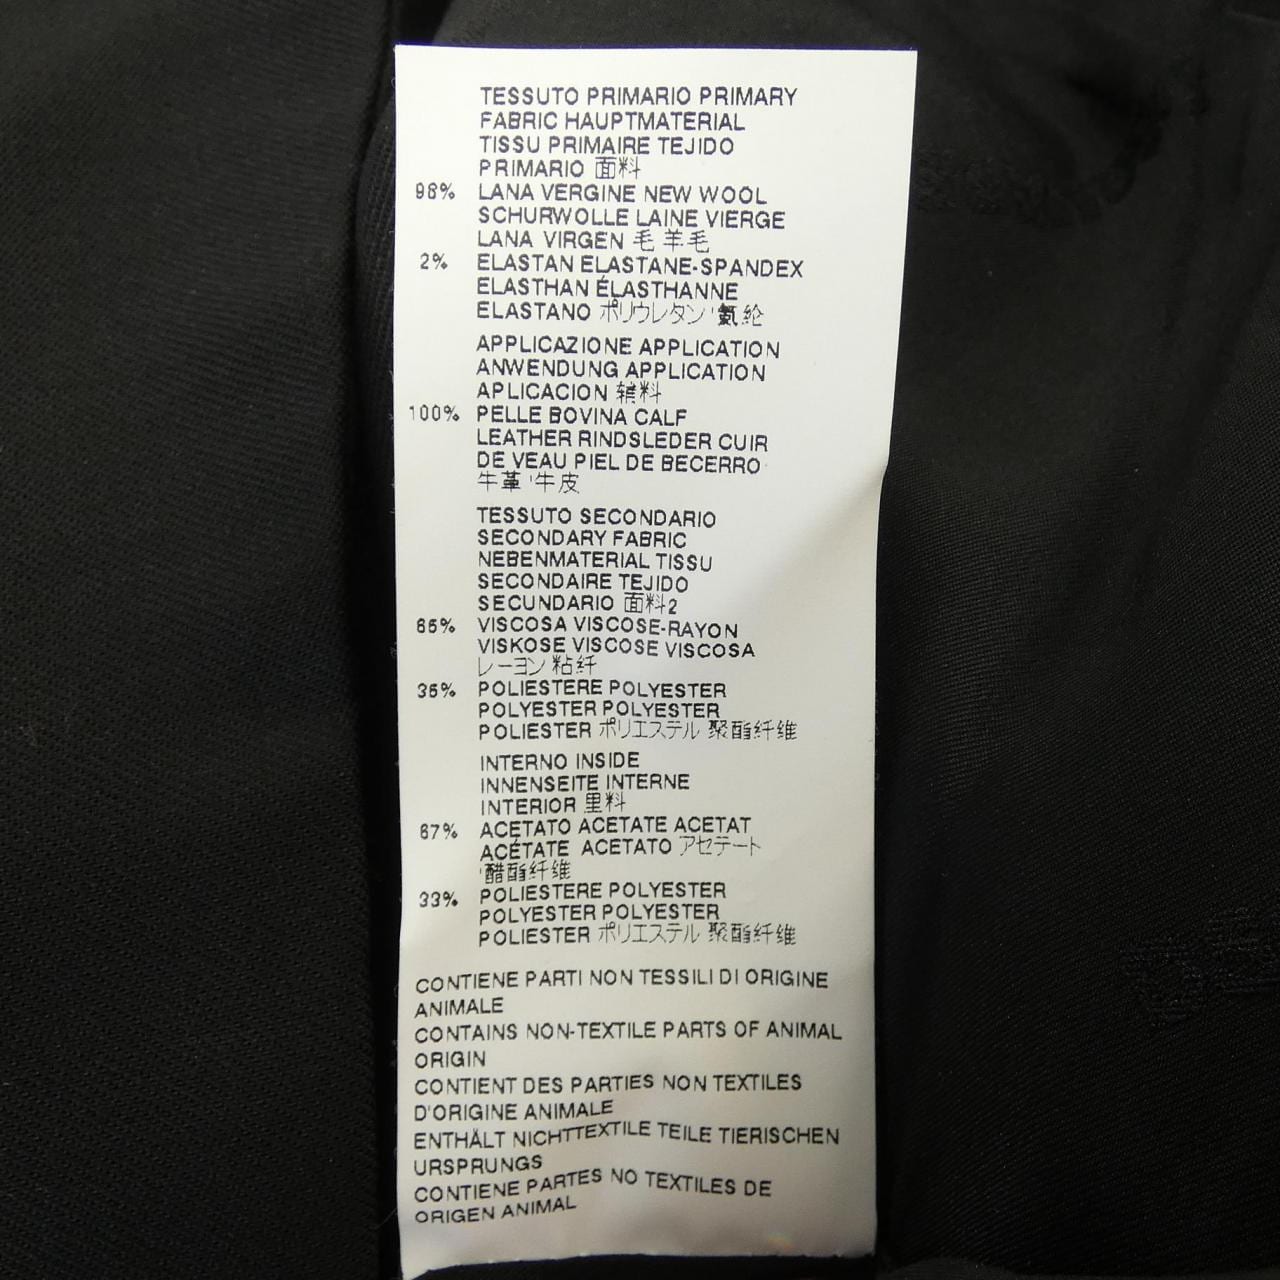 TESSUTO PRIMARIO PRIMARY
FABRIC HAUPTMATERIAL
TISSU PRIMAIRE TEJIDO
PRIMARIO 面料
98% LANA VERGINE NEW WOOL
SCHURWOLLE LAINE VIERGE
LANA VIRGEN 毛 羊毛
2% ELASTAN ELASTANE-SPANDEX
ELASTHAN ÉLASTHANNE
ELASTANO ポリウレタン '氨纶
APPLICAZIONE APPLICATION
ANWENDUNG APPLICATION
APLICACION 辅料
100% PELLE BOVINA CALF
LEATHER RINDSLEDER CUIR
DE VEAU PIEL DE BECERRO
牛革 '牛皮
TESSUTO SECONDARIO
SECONDARY FABRIC
NEBENMATERIAL TISSU
SECONDAIRE TEJIDO
SECUNDARIO 面料2
65% VISCOSA VISCOSE-RAYON
VISKOSE VISCOSE VISCOSA
レーヨン 粘纤
35% POLIESTERE POLYESTER
POLYESTER POLYESTER
POLIESTER ポリエステル 聚酯纤维
INTERNO INSIDE
INNENSEITE INTERNE
INTERIOR 里料
67% ACETATO ACETATE ACETAT
ACÉTATE ACETATO アセテート
'醋酯纤维
33% POLIESTERE POLYESTER
POLYESTER POLYESTER
POLIESTER ポリエステル 聚酯纤维
CONTIENE PARTI NON TESSILI DI ORIGINE
ANIMALE
CONTAINS NON-TEXTILE PARTS OF ANIMAL
ORIGIN
CONTIENT DES PARTIES NON TEXTILES
D'ORIGINE ANIMALE
ENTHÄLT NICHTTEXTILE TEILE TIERISCHEN
URSPRUNGS
CONTIENE PARTES NO TEXTILES DE
ORIGEN ANIMAL